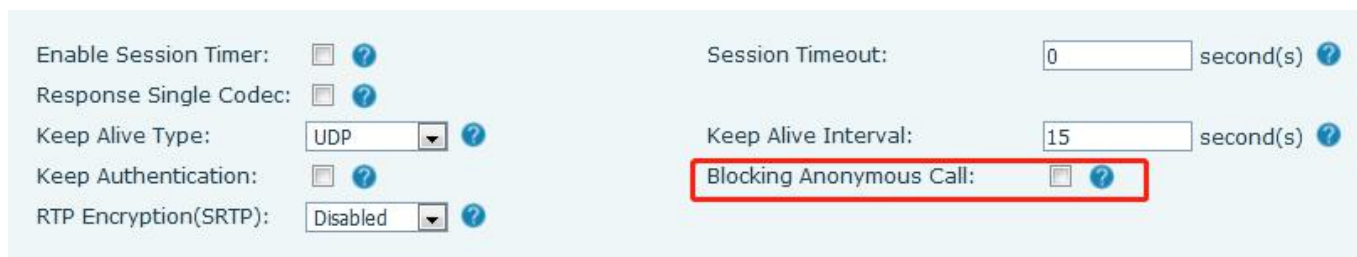 Enable Session Timer: ? Session Timeout: 0 second(s) ?
Response Single Codec: ?
Keep Alive Type: UDP ? Keep Alive Interval: 15 second(s) ?
Keep Authentication: ? Blocking Anonymous Call: ?
RTP Encryption(SRTP): Disabled ?